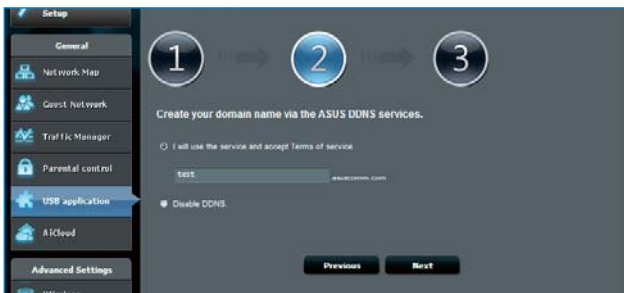 Setup
General
Network Map
Guest Network
Traffic Manager
Parental control
USB application
AiCloud
Advanced Settings
1
2
3
Create your domain name via the ASUS DDNS services.
I will use the service and accept Terms of service
test
.asuscomm.com
Disable DDNS.
Previous
Next